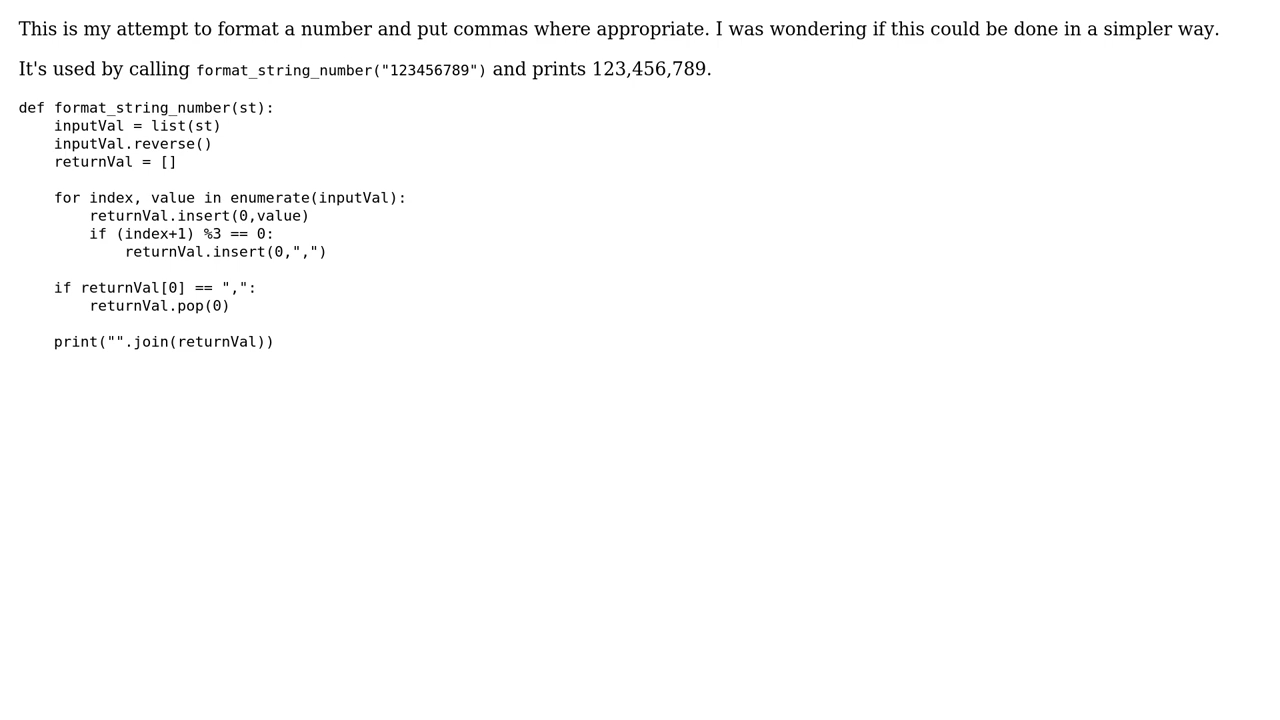 This is my attempt to format a number and put commas where appropriate. I was wondering if this could be done in a simpler way.
It's used by calling format_string_number("123456789") and prints 123,456,789.
def format_string_number(st):
    inputVal = list(st)
    inputVal.reverse()
    returnVal = []

    for index, value in enumerate(inputVal):
        returnVal.insert(0,value)
        if (index+1) %3 == 0:
            returnVal.insert(0,",")

    if returnVal[0] == ",":
        returnVal.pop(0)

    print("".join(returnVal))